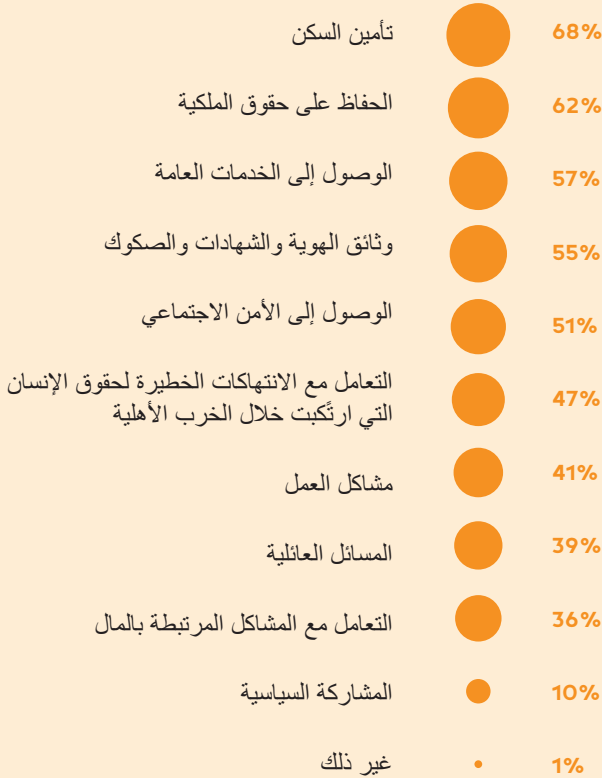 تأمين السكن 68%
الحفاظ على حقوق الملكية 62%
الوصول إلى الخدمات العامة 57%
وثائق الهوية والشهادات والصكوك 55%
الوصول إلى الأمن الاجتماعي 51%
التعامل مع الانتهاكات الخطيرة لحقوق الإنسان
التي ارتًكبت خلال الخرب الأهلية 47%
مشاكل العمل 41%
المسائل العائلية 39%
التعامل مع المشاكل المرتبطة بالمال 36%
المشاركة السياسية 10%
غير ذلك 1%